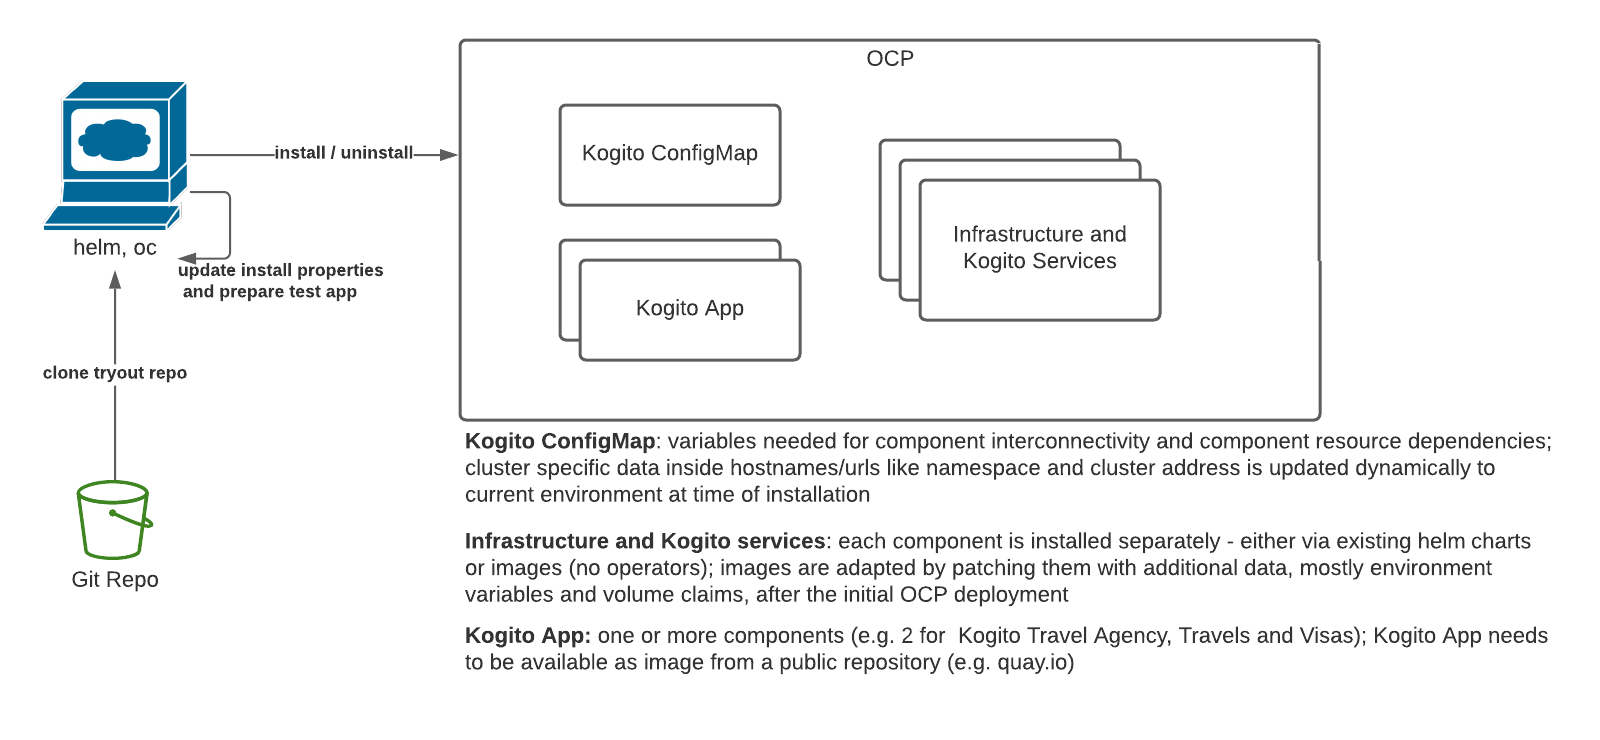 OCP
Kogito ConfigMap
install / uninstall
Infrastructure and
Kogito Services
helm, oc
update install properties
and prepare test app
Kogito App
clone tryout repo
Git Repo
Kogito ConfigMap: variables needed for component interconnectivity and component resource dependencies;
cluster specific data inside hostnames/urls like namespace and cluster address is updated dynamically to
current environment at time of installation
Infrastructure and Kogito services: each component is installed separately - either via existing helm charts
or images (no operators); images are adapted by patching them with additional data, mostly environment
variables and volume claims, after the initial OCP deployment
Kogito App: one or more components (e.g. 2 for  Kogito Travel Agency, Travels and Visas); Kogito App needs
to be available as image from a public repository (e.g. quay.io)